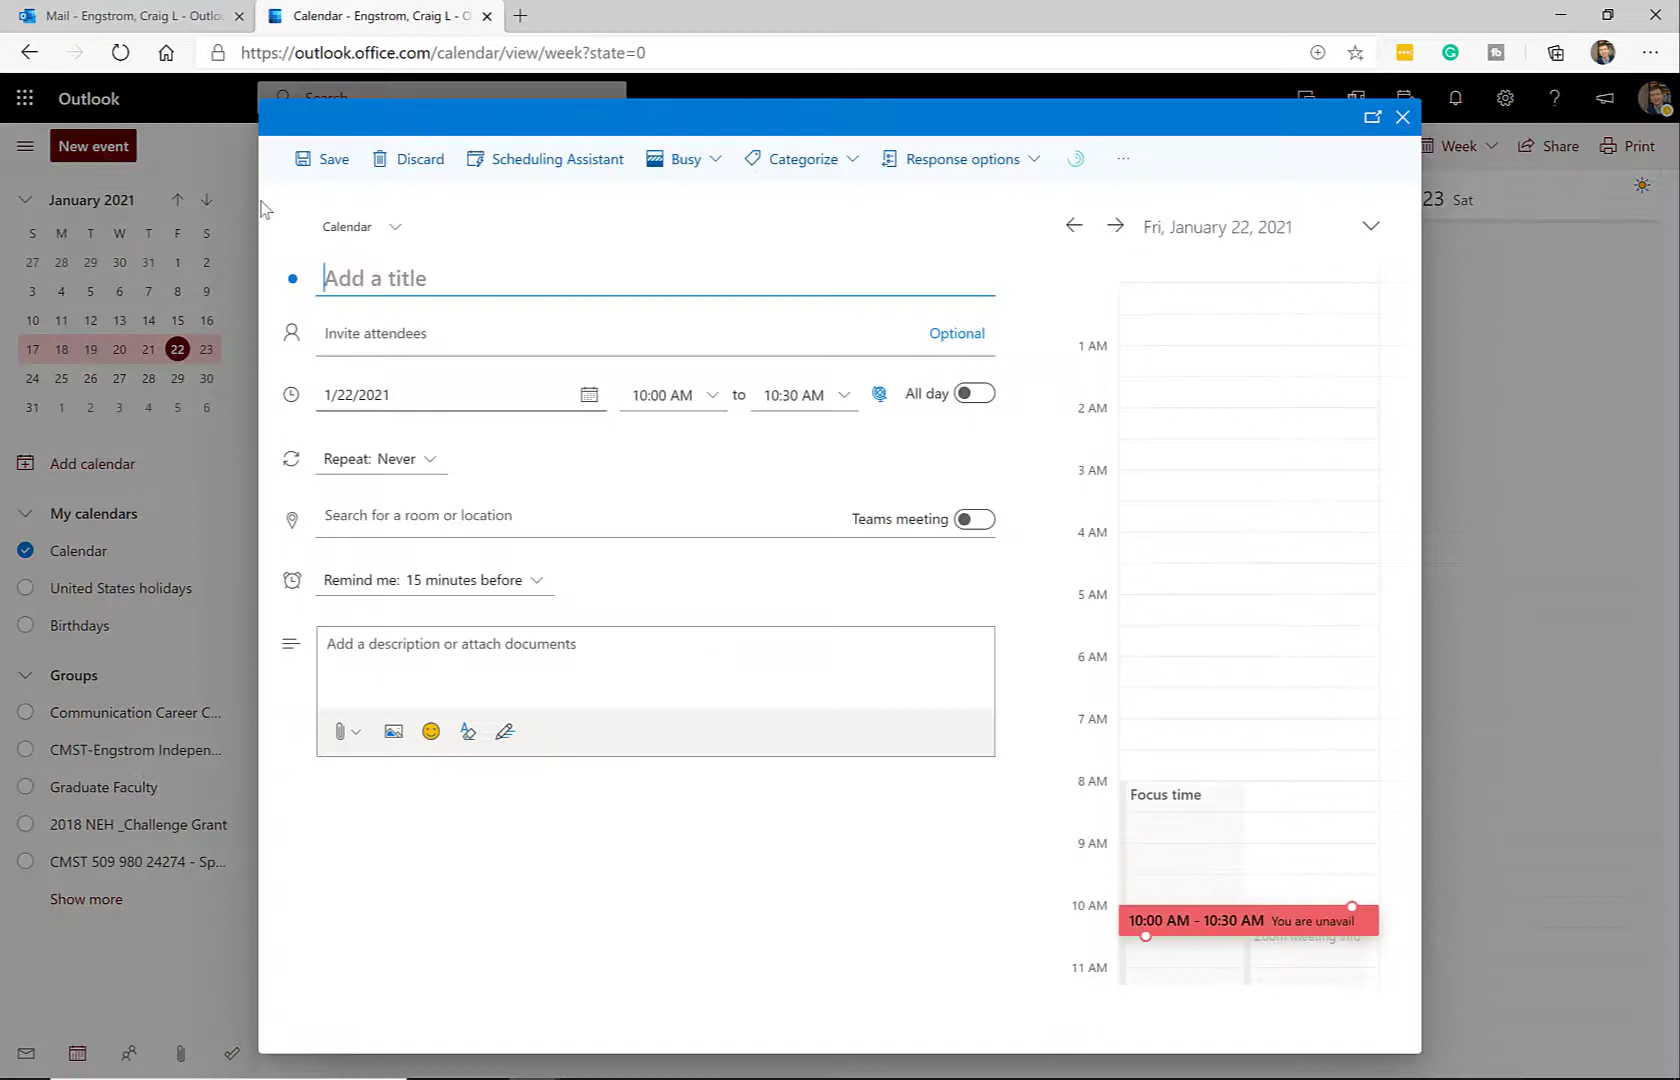 Mail - Engstrom, Craig L - Outlo
Calendar - Engstrom, Craig L - O
https://outlook.office.com/calendar/view/week?state=0
Outlook
Search
New event
Week
Share
Print
Save
Discard
Scheduling Assistant
Busy
Categorize
Response options
January 2021
S M T W T F S
27 28 29 30 31 1 2
3 4 5 6 7 8 9
10 11 12 13 14 15 16
17 18 19 20 21 22 23
24 25 26 27 28 29 30
31 1 2 3 4 5 6
Add calendar
My calendars
Calendar
United States holidays
Birthdays
Groups
Communication Career C...
CMST-Engstrom Indepen...
Graduate Faculty
2018 NEH _Challenge Grant
CMST 509 980 24274 - Sp...
Show more
Calendar
Add a title
Invite attendees
Optional
1/22/2021
10:00 AM
to
10:30 AM
All day
Repeat: Never
Search for a room or location
Teams meeting
Remind me: 15 minutes before
Add a description or attach documents
Fri, January 22, 2021
1 AM
2 AM
3 AM
4 AM
5 AM
6 AM
7 AM
8 AM
Focus time
9 AM
10 AM
10:00 AM - 10:30 AM You are unavail
Zoom Meeting Info
11 AM
23 Sat